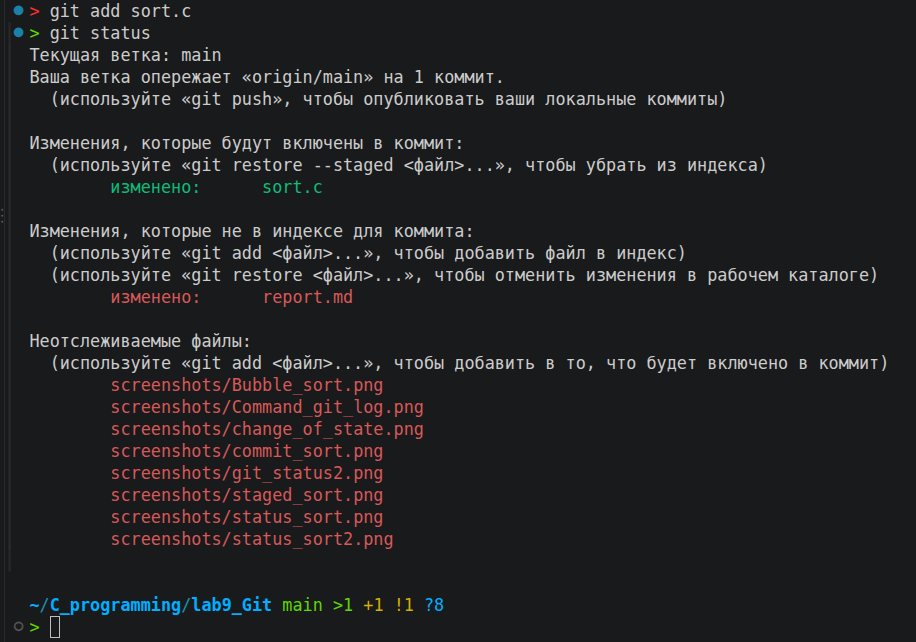 > git add sort.c
> git status
Текущая ветка: main
Ваша ветка опережает «origin/main» на 1 коммит.
  (используйте «git push», чтобы опубликовать ваши локальные коммиты)

Изменения, которые будут включены в коммит:
  (используйте «git restore --staged <файл>...», чтобы убрать из индекса)
        изменено:      sort.c

Изменения, которые не в индексе для коммита:
  (используйте «git add <файл>...», чтобы добавить файл в индекс)
  (используйте «git restore <файл>...», чтобы отменить изменения в рабочем каталоге)
        изменено:      report.md

Неотслеживаемые файлы:
  (используйте «git add <файл>...», чтобы добавить в то, что будет включено в коммит)
        screenshots/Bubble_sort.png
        screenshots/Command_git_log.png
        screenshots/change_of_state.png
        screenshots/commit_sort.png
        screenshots/git_status2.png
        screenshots/staged_sort.png
        screenshots/status_sort.png
        screenshots/status_sort2.png

~/C_programming/lab9_Git main >1 +1 !1 ?8
>